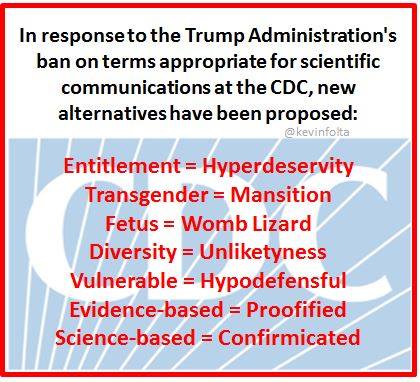 In response to the Trump Administration's
ban on terms appropriate for scientific
communications at the CDC, new
alternatives have been proposed:
@kevinfolta
CDC
Entitlement = Hyperdeservity
Transgender = Mansition
Fetus = Womb Lizard
Diversity = Unliketyness
Vulnerable = Hypodefensful
Evidence-based = Proofified
Science-based = Confirmicated